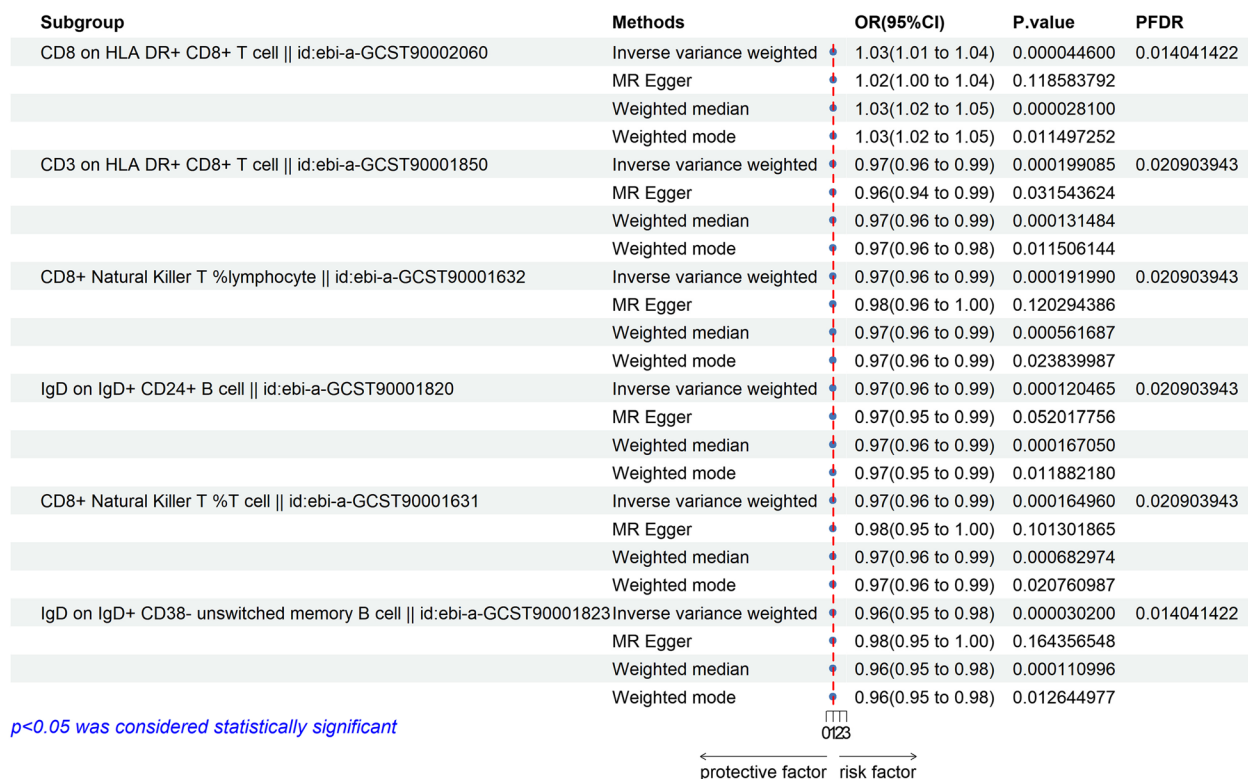 Subgroup Methods OR(95%CI) P.value PFDR
CD8 on HLA DR+ CD8+ T cell || id:ebi-a-GCST90002060 Inverse variance weighted 1.03(1.01 to 1.04) 0.000044600 0.014041422
MR Egger 1.02(1.00 to 1.04) 0.118583792
Weighted median 1.03(1.02 to 1.05) 0.000028100
Weighted mode 1.03(1.02 to 1.05) 0.011497252
CD3 on HLA DR+ CD8+ T cell || id:ebi-a-GCST90001850 Inverse variance weighted 0.97(0.96 to 0.99) 0.000199085 0.020903943
MR Egger 0.96(0.94 to 0.99) 0.031543624
Weighted median 0.97(0.96 to 0.99) 0.000131484
Weighted mode 0.97(0.96 to 0.98) 0.011506144
CD8+ Natural Killer T %lymphocyte || id:ebi-a-GCST90001632 Inverse variance weighted 0.97(0.96 to 0.99) 0.000191990 0.020903943
MR Egger 0.98(0.96 to 1.00) 0.120294386
Weighted median 0.97(0.96 to 0.99) 0.000561687
Weighted mode 0.97(0.96 to 0.99) 0.023839987
IgD on IgD+ CD24+ B cell || id:ebi-a-GCST90001820 Inverse variance weighted 0.97(0.96 to 0.99) 0.000120465 0.020903943
MR Egger 0.97(0.95 to 0.99) 0.052017756
Weighted median 0.97(0.96 to 0.99) 0.000167050
Weighted mode 0.97(0.95 to 0.99) 0.011882180
CD8+ Natural Killer T %T cell || id:ebi-a-GCST90001631 Inverse variance weighted 0.97(0.96 to 0.99) 0.000164960 0.020903943
MR Egger 0.98(0.95 to 1.00) 0.101301865
Weighted median 0.97(0.96 to 0.99) 0.000682974
Weighted mode 0.97(0.96 to 0.99) 0.020760987
IgD on IgD+ CD38- unswitched memory B cell || id:ebi-a-GCST90001823 Inverse variance weighted 0.96(0.95 to 0.98) 0.000030200 0.014041422
MR Egger 0.98(0.95 to 1.00) 0.164356548
Weighted median 0.96(0.95 to 0.98) 0.000110996
Weighted mode 0.96(0.95 to 0.98) 0.012644977
p<0.05 was considered statistically significant
0123
protective factor risk factor